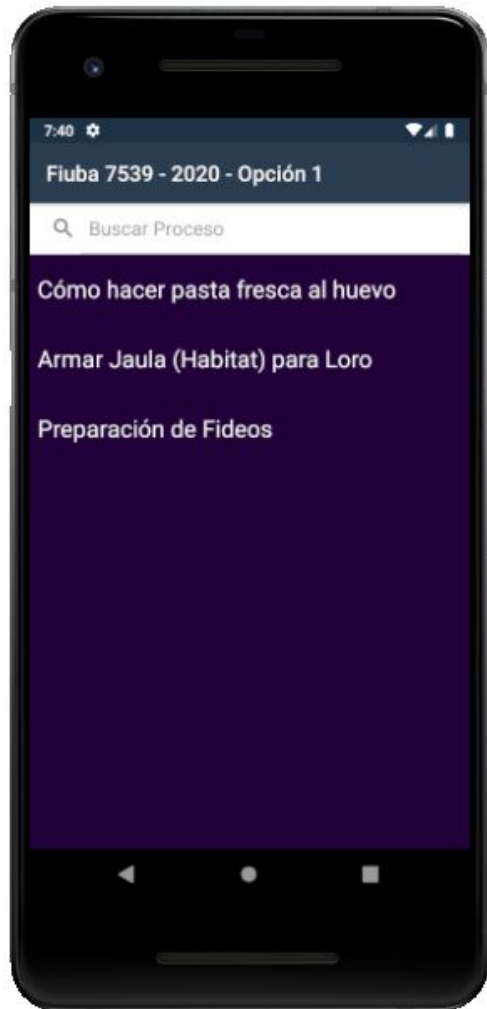 7:40
Fiuba 7539 - 2020 - Opción 1
Buscar Proceso
Cómo hacer pasta fresca al huevo
Armar Jaula (Habitat) para Loro
Preparación de Fideos